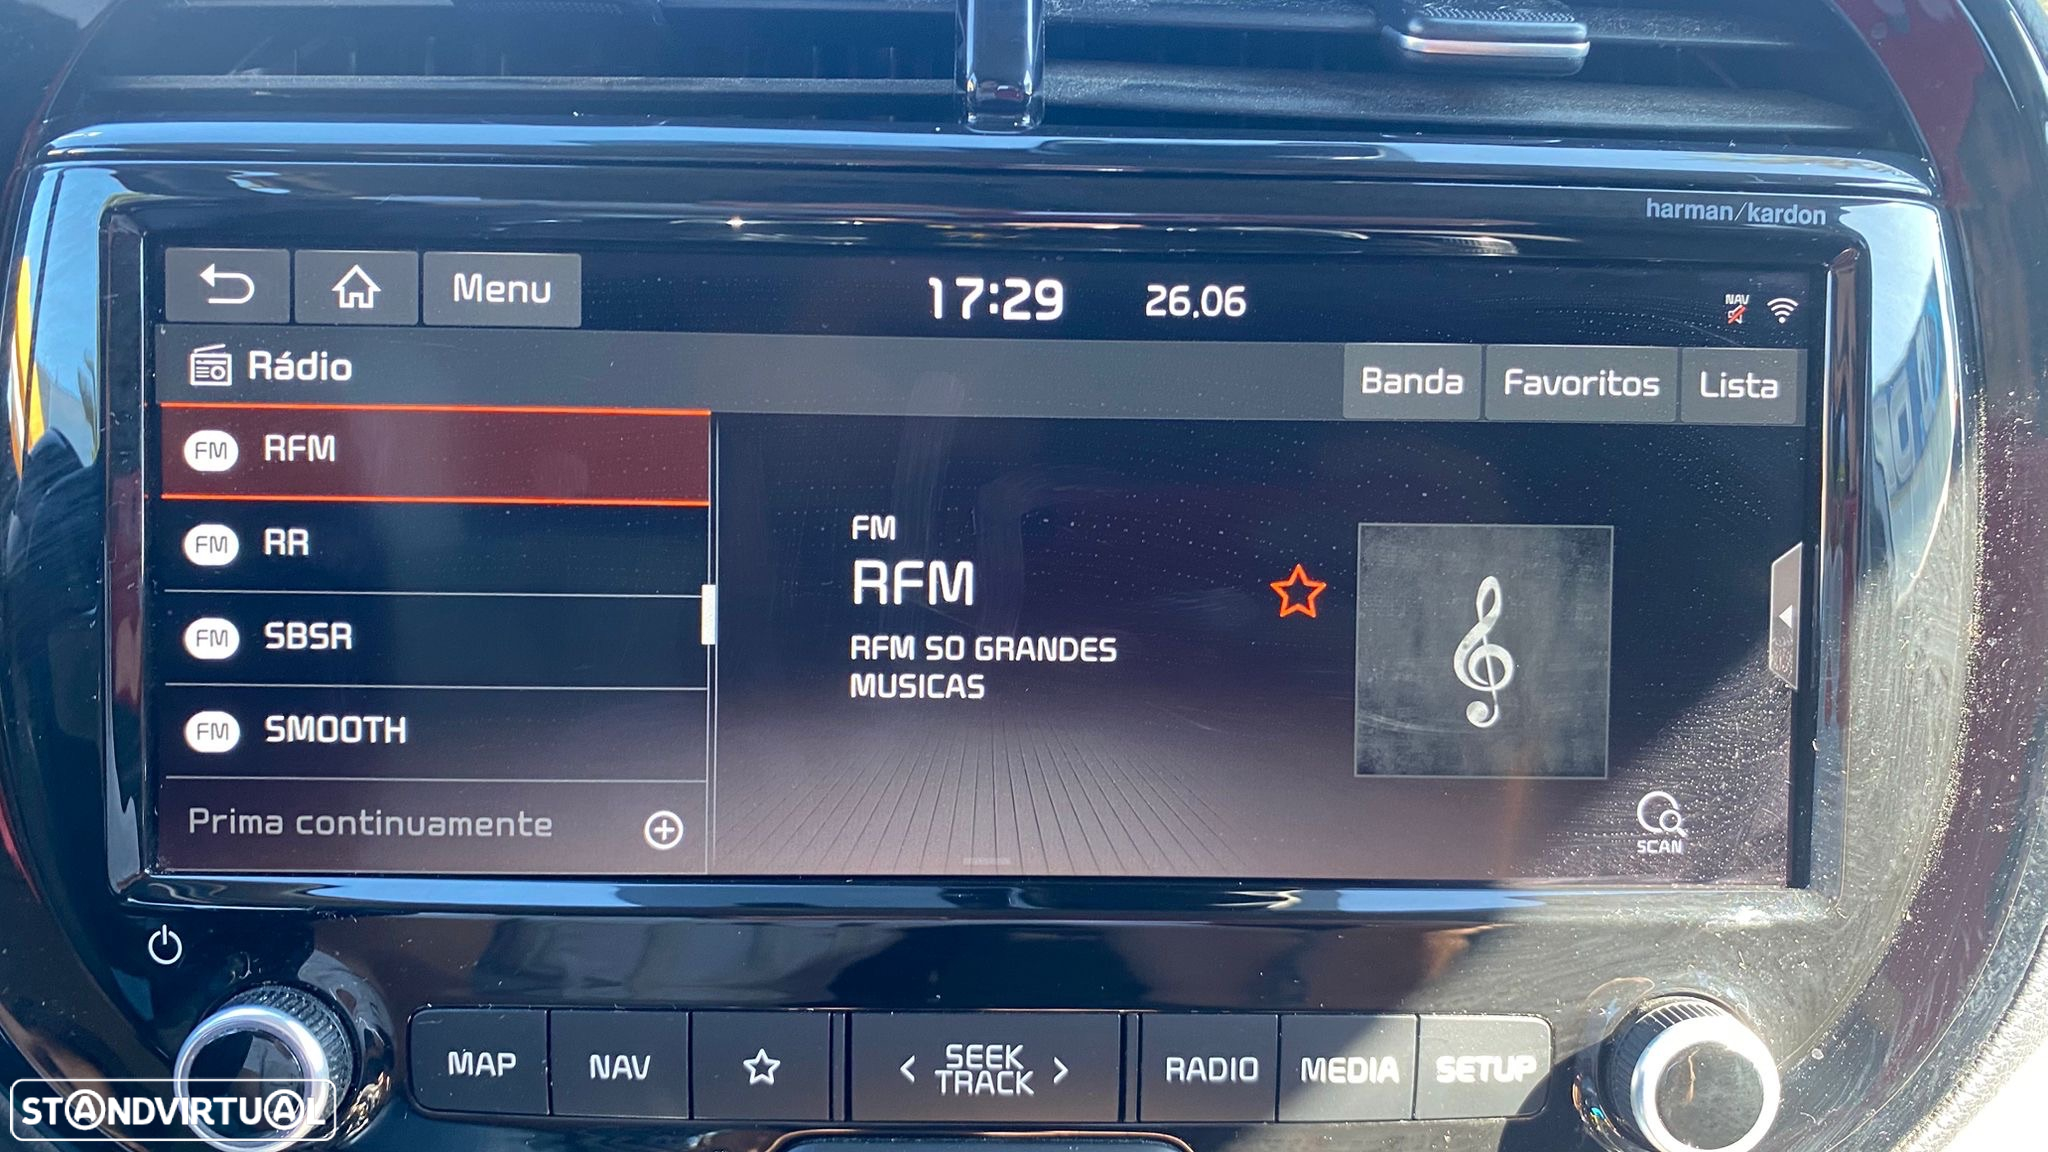 harman/kardon
Menu
17:29
26.06
NAV
Rádio
Banda
Favoritos
Lista
FM RFM
FM RR
FM SBSR
FM SMOOTH
Prima continuamente
FM
RFM
RFM SO GRANDES
MUSICAS
SCAN
MAP
NAV
SEEK
TRACK
RADIO
MEDIA
SETUP
STANDVIRTUAL